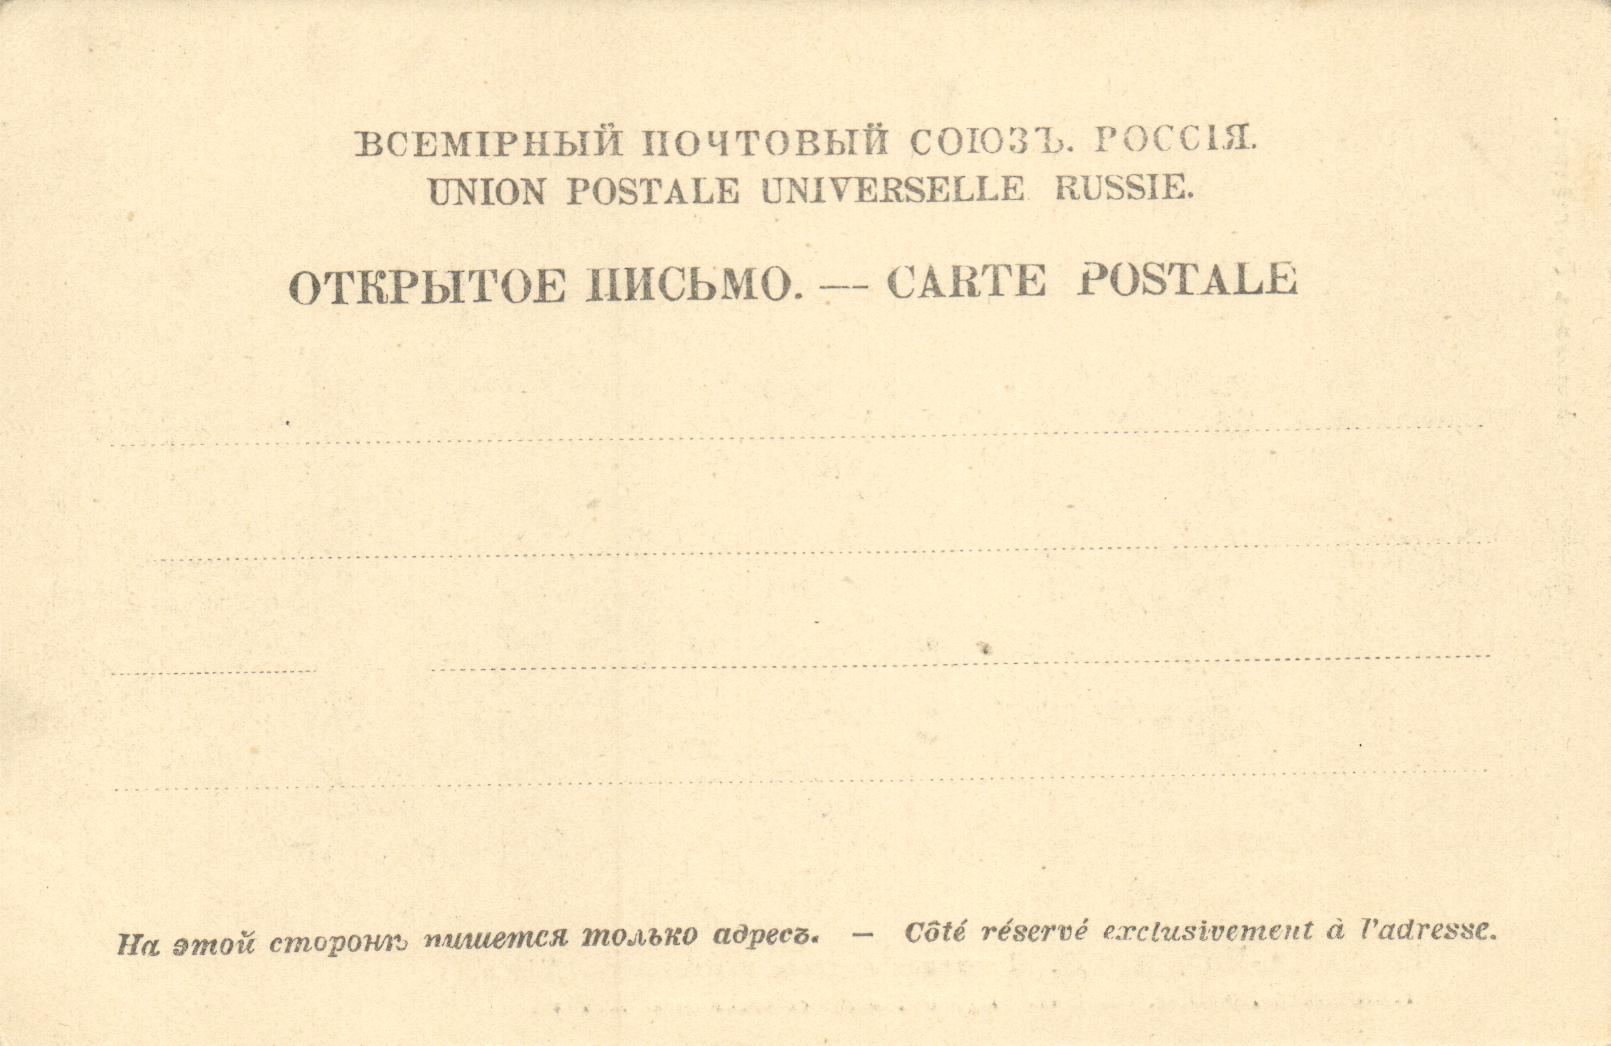 ВСЕМІРНЫЙ ПОЧТОВЫЙ СОЮЗЪ. РОССІЯ.
UNION POSTALE UNIVERSELLE RUSSIE.
ОТКРЫТОЕ ПИСЬМО. — CARTE POSTALE
На этой сторонѣ пишется только адресъ. — Côté réservé exclusivement à l'adresse.